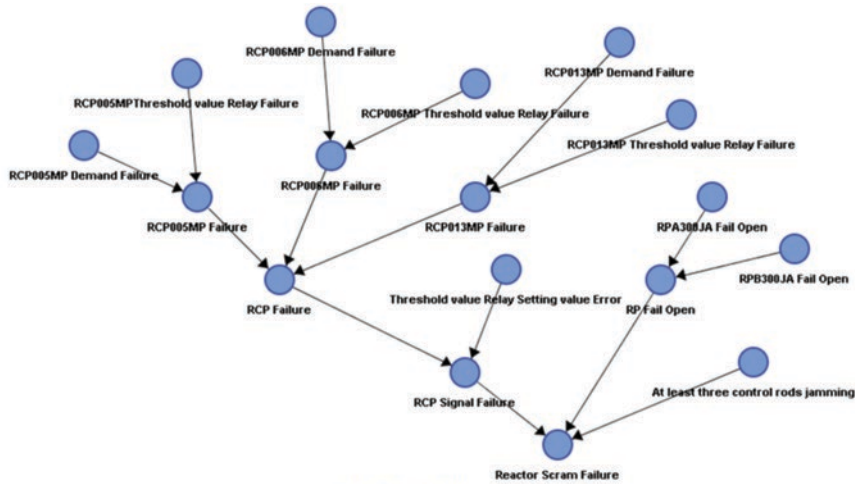 RCP006MP Demand Failure
RCP013MP Demand Failure
RCP005MPThreshold value Relay Failure
RCP006MP Threshold value Relay Failure
RCP013MP Threshold value Relay Failure
RCP005MP Demand Failure
RCP006MP Failure
RCP005MP Failure
RCP013MP Failure
RPA300JA Fail Open
RPB300JA Fail Open
Threshold value Relay Setting value Error
RCP Failure
RP Fail Open
At least three control rods jamming
RCP Signal Failure
Reactor Scram Failure